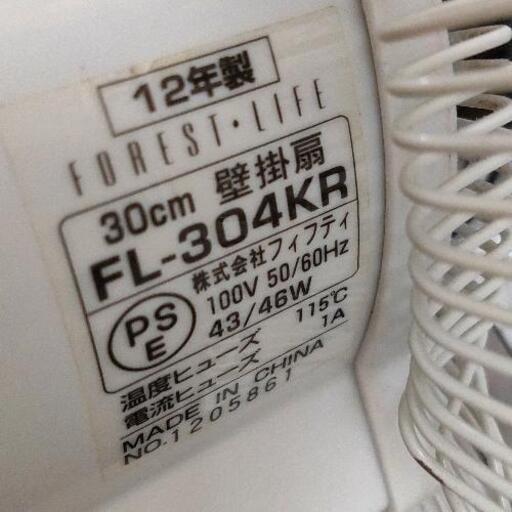 12年製
FOREST・LIFE
30cm 壁掛扇
FL-304KR
株式会社フィフティ
100V 50/60Hz
43/46W
PSE
温度ヒューズ 115℃
電流ヒューズ 1A
MADE IN CHINA
NO.1205861